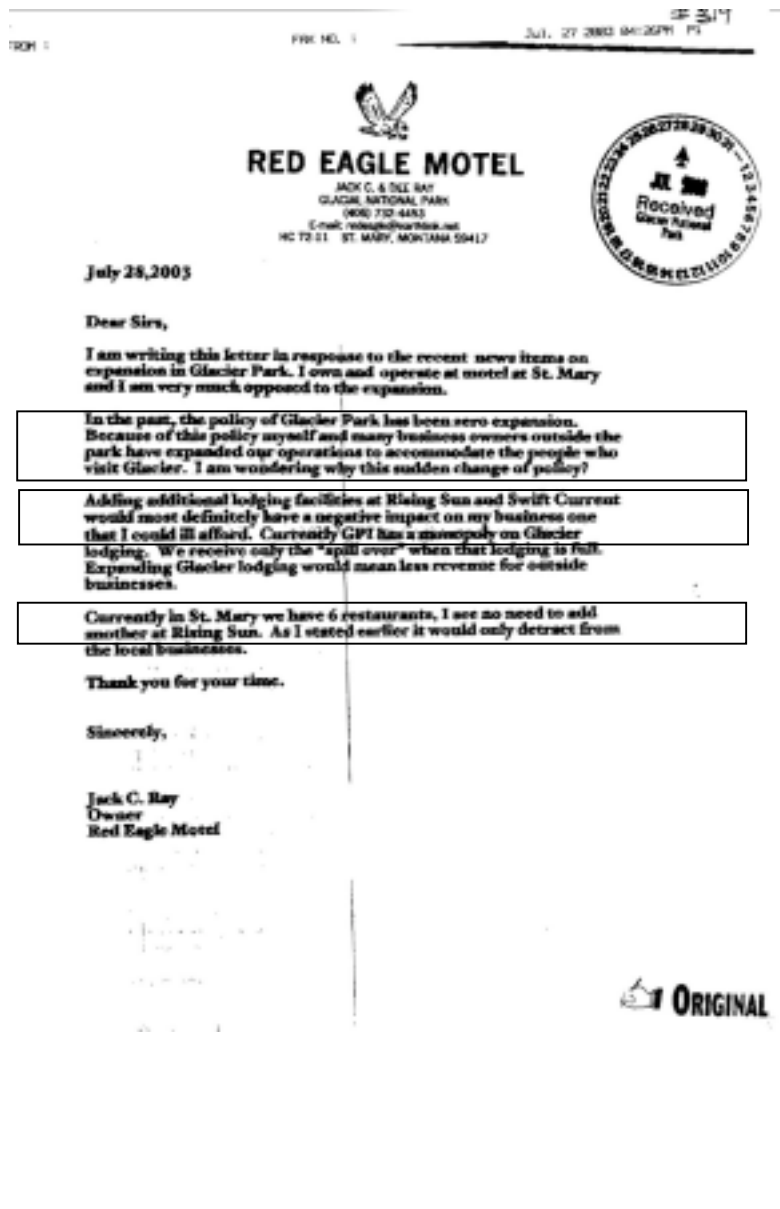 # 319
FROM :
FAX NO. :
Jul. 27 2003 04:26PM P1
RED EAGLE MOTEL
JACK C. & DEE RAY
GLACIER NATIONAL PARK
(406) 732-4453
E-mail: redeagle@earthlink.net
HC 72-11 ST. MARY, MONTANA 59417
JUL
Received
Glacier National
Park
July 28,2003
Dear Sirs,
I am writing this letter in response to the recent news items on
expansion in Glacier Park. I own and operate at motel at St. Mary
and I am very much opposed to the expansion.
In the past, the policy of Glacier Park has been zero expansion.
Because of this policy myself and many business owners outside the
park have expanded our operations to accommodate the people who
visit Glacier. I am wondering why this sudden change of policy?
Adding additional lodging facilities at Rising Sun and Swift Current
would most definitely have a negative impact on my business one
that I could ill afford. Currently GPI has a monopoly on Glacier
lodging. We receive only the "spill over" when that lodging is full.
Expanding Glacier lodging would mean less revenue for outside
businesses.
Currently in St. Mary we have 6 restaurants, I see no need to add
another at Rising Sun. As I stated earlier it would only detract from
the local businesses.
Thank you for your time.
Sincerely,
Jack C. Ray
Owner
Red Eagle Motel
ORIGINAL